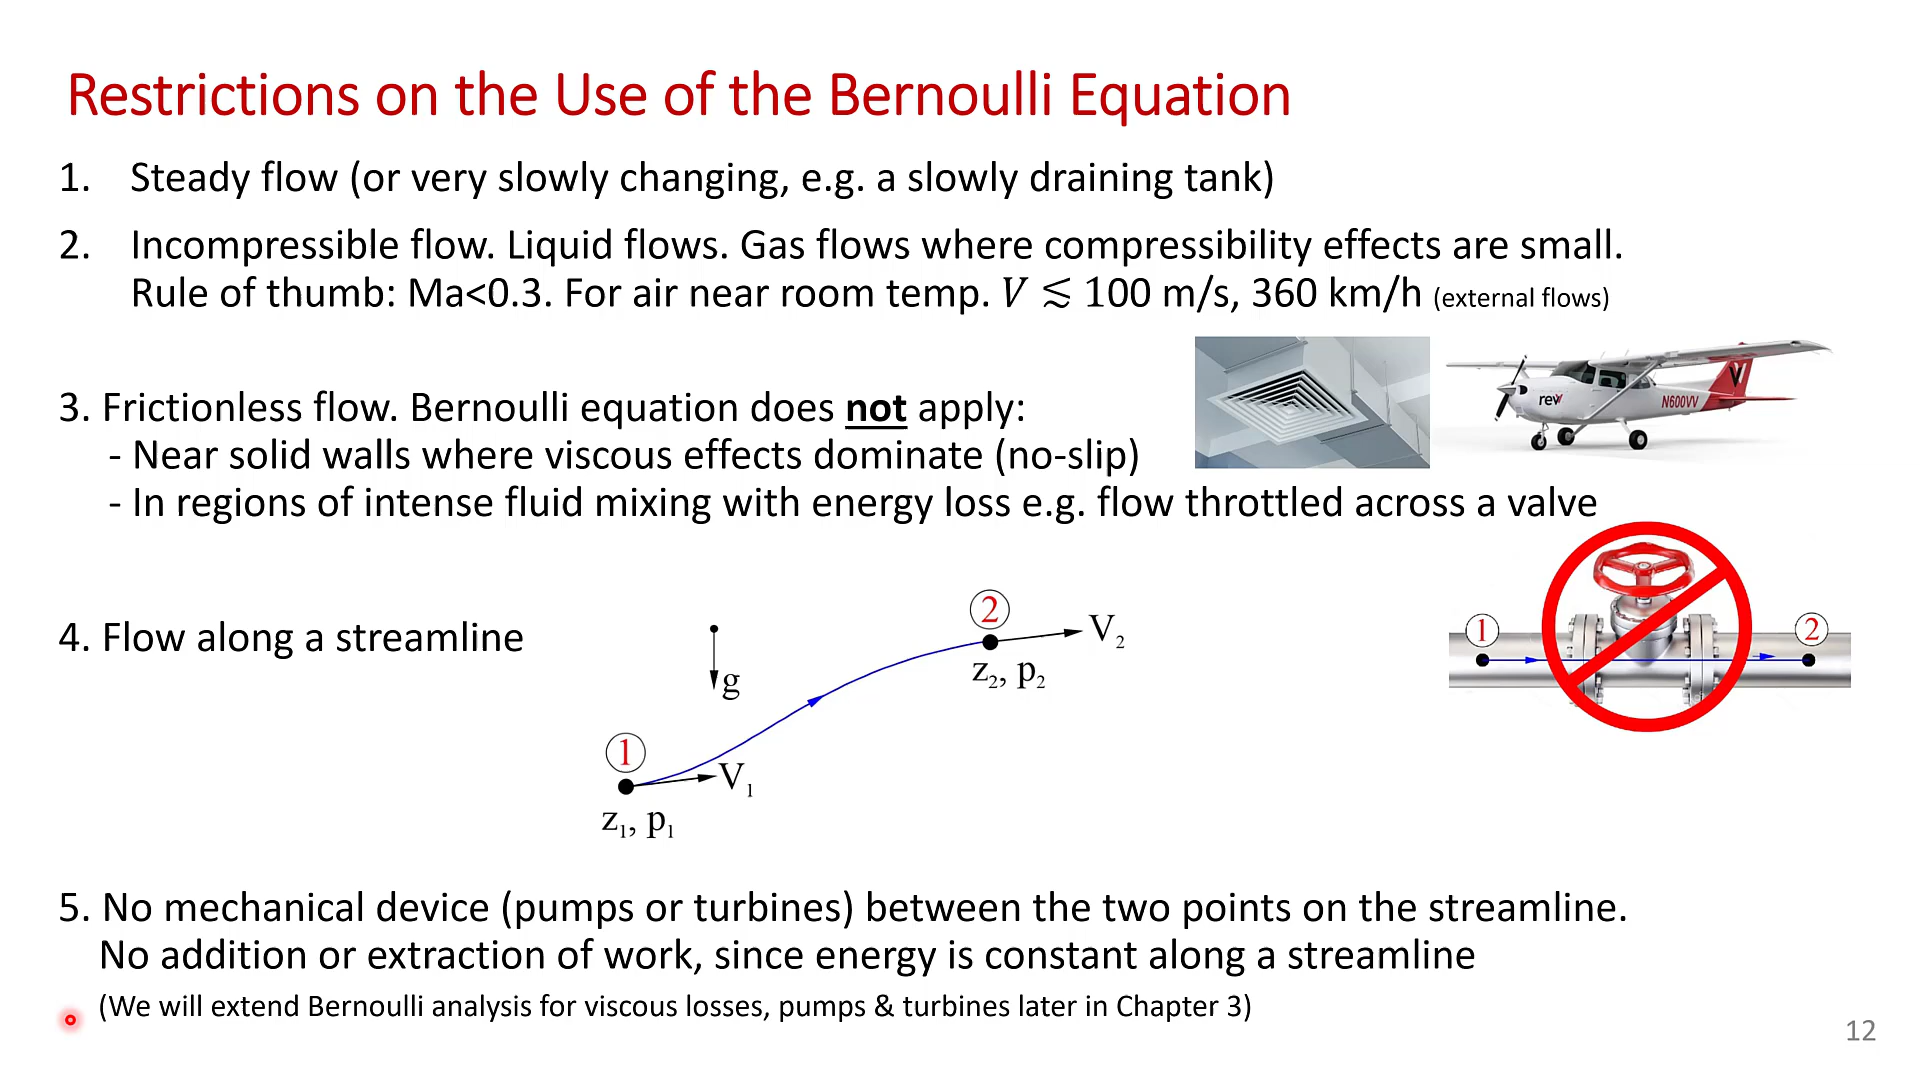 Restrictions on the Use of the Bernoulli Equation
1. Steady flow (or very slowly changing, e.g. a slowly draining tank)
2. Incompressible flow. Liquid flows. Gas flows where compressibility effects are small.
Rule of thumb: Ma<0.3. For air near room temp. V ≲ 100 m/s, 360 km/h (external flows)
3. Frictionless flow. Bernoulli equation does not apply:
- Near solid walls where viscous effects dominate (no-slip)
- In regions of intense fluid mixing with energy loss e.g. flow throttled across a valve
rev
N600VV
4. Flow along a streamline
g
1
V₁
z₁, p₁
2
V₂
z₂, p₂
1
2
5. No mechanical device (pumps or turbines) between the two points on the streamline.
No addition or extraction of work, since energy is constant along a streamline
(We will extend Bernoulli analysis for viscous losses, pumps & turbines later in Chapter 3)
12